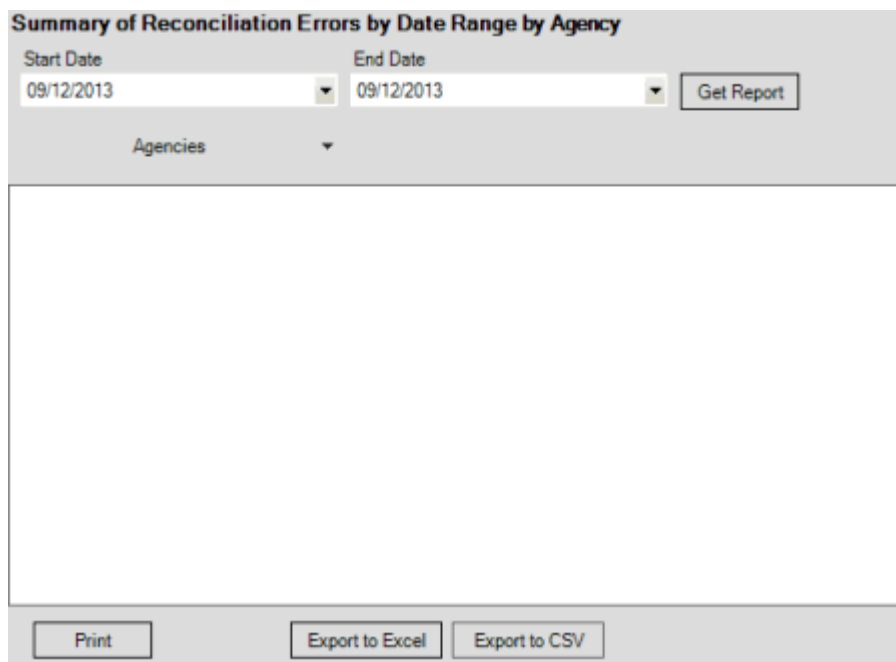 Summary of Reconciliation Errors by Date Range by Agency
Start Date End Date
09/12/2013 09/12/2013 Get Report
Agencies
Print Export to Excel Export to CSV